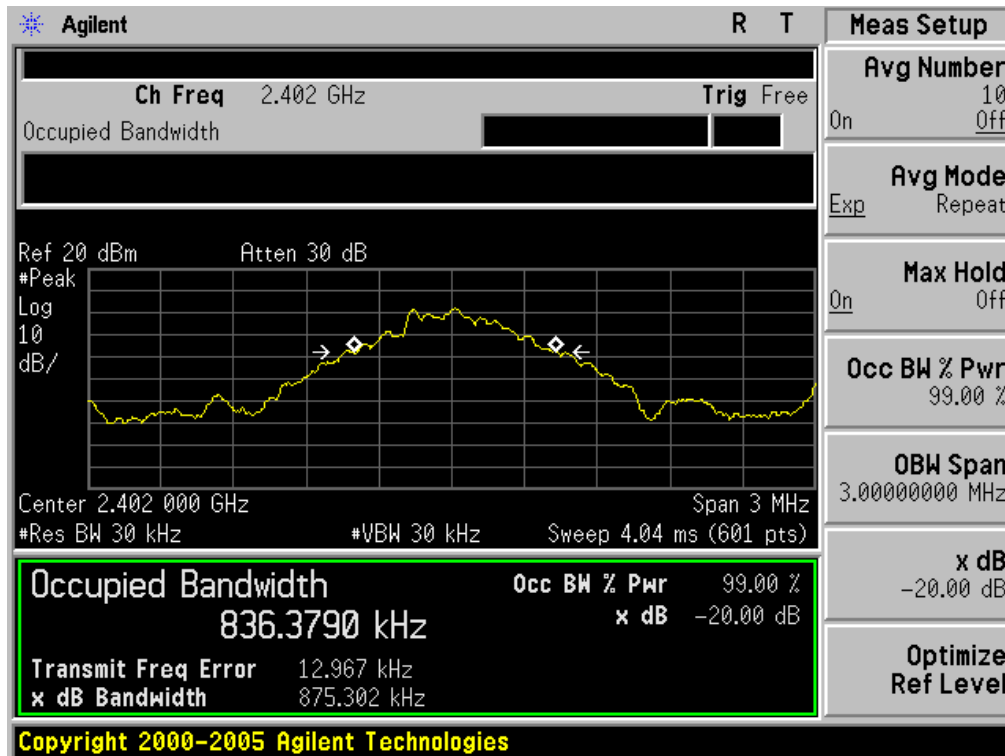 Agilent R T
Ch Freq 2.402 GHz Trig Free
Occupied Bandwidth
Ref 20 dBm Atten 30 dB
#Peak
Log
10
dB/
Center 2.402 000 GHz Span 3 MHz
#Res BW 30 kHz #VBW 30 kHz Sweep 4.04 ms (601 pts)
Occupied Bandwidth
836.3790 kHz
Occ BW % Pwr 99.00 %
x dB -20.00 dB
Transmit Freq Error 12.967 kHz
x dB Bandwidth 875.302 kHz
Copyright 2000-2005 Agilent Technologies
Meas Setup
Avg Number
10
On Off
Avg Mode
Exp Repeat
Max Hold
On Off
Occ BW % Pwr
99.00 %
OBW Span
3.00000000 MHz
x dB
-20.00 dB
Optimize
Ref Level